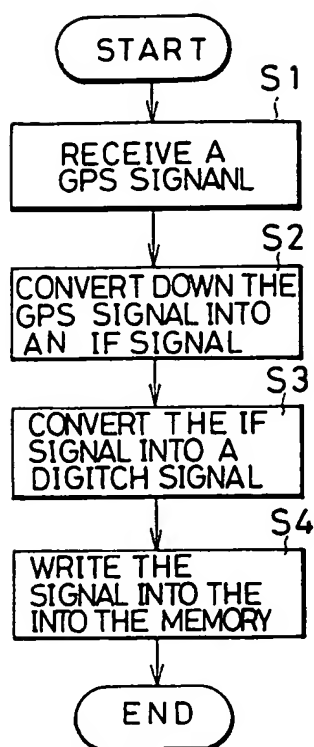 START
S1
RECEIVE A
GPS SIGNANL
S2
CONVERT DOWN THE
GPS SIGNAL INTO
AN IF SIGNAL
S3
CONVERT THE IF
SIGNAL INTO A
DIGITCH SIGNAL
S4
WRITE THE
SIGNAL INTO THE
INTO THE MEMORY
END